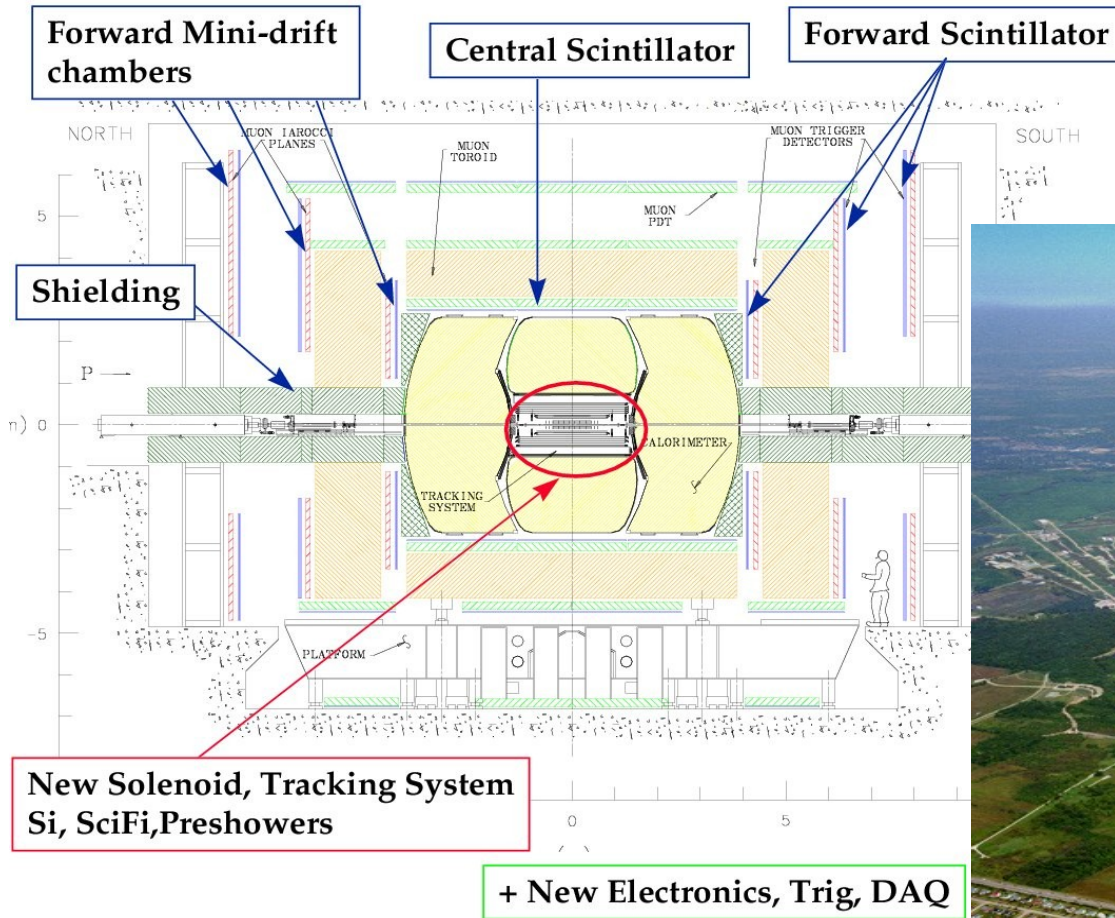 Forward Mini-drift
chambers
Central Scintillator
Forward Scintillator
NORTH
MUON IAROCCI
PLANES
MUON
TOROID
MUON TRIGGER
DETECTORS
SOUTH
5
MUON
PDT
Shielding
P
n) 0
CALORIMETER
TRACKING
SYSTEM
-5
PLATFORM
New Solenoid, Tracking System
Si, SciFi,Preshowers
0
5
+ New Electronics, Trig, DAQ